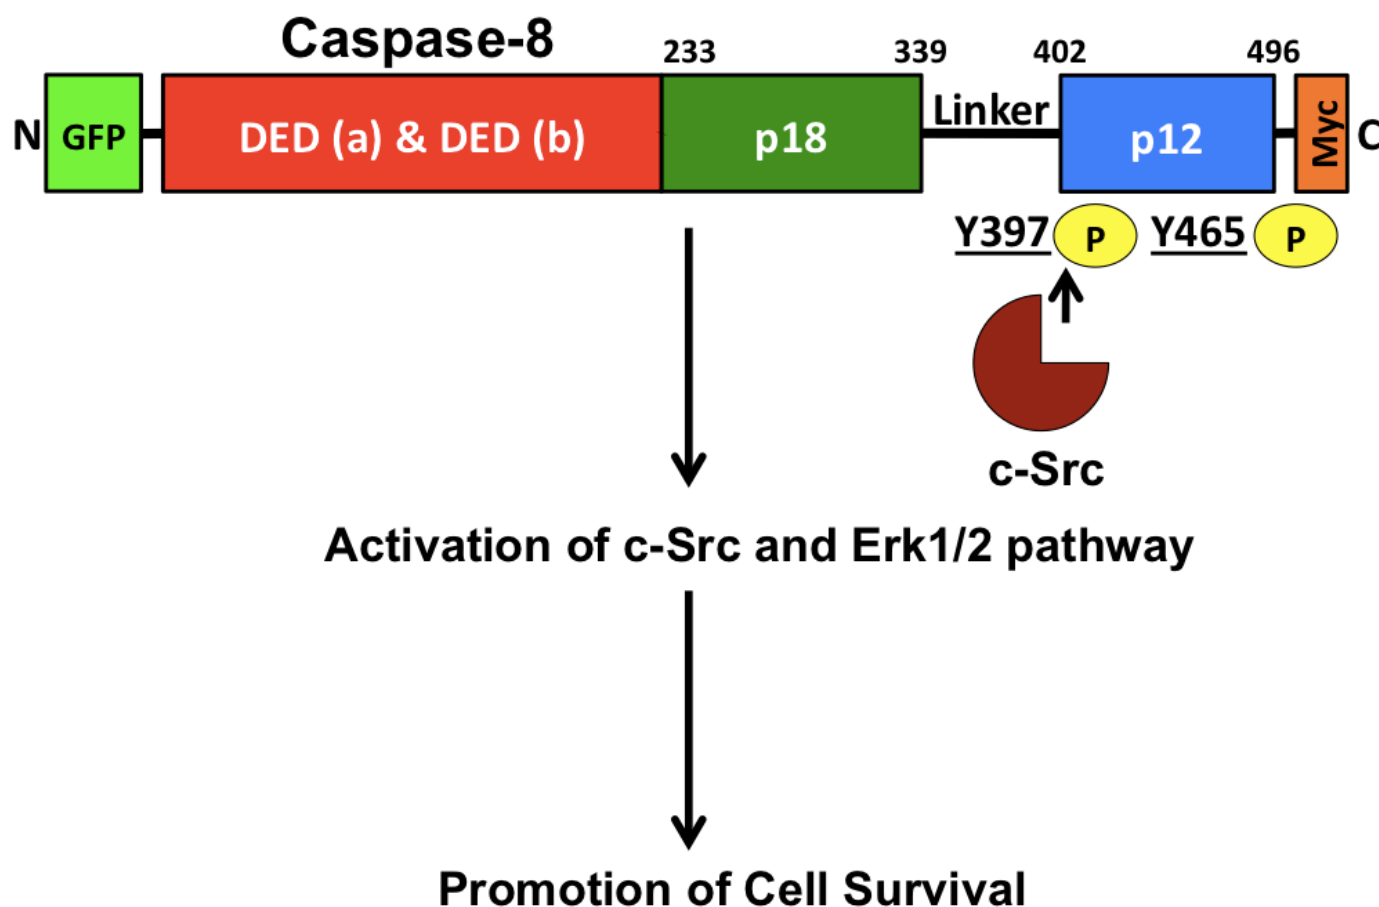 Caspase-8
233 339 402 496
N GFP DED (a) & DED (b) p18 Linker p12 Myc C
Y397 P Y465 P
c-Src
Activation of c-Src and Erk1/2 pathway
Promotion of Cell Survival